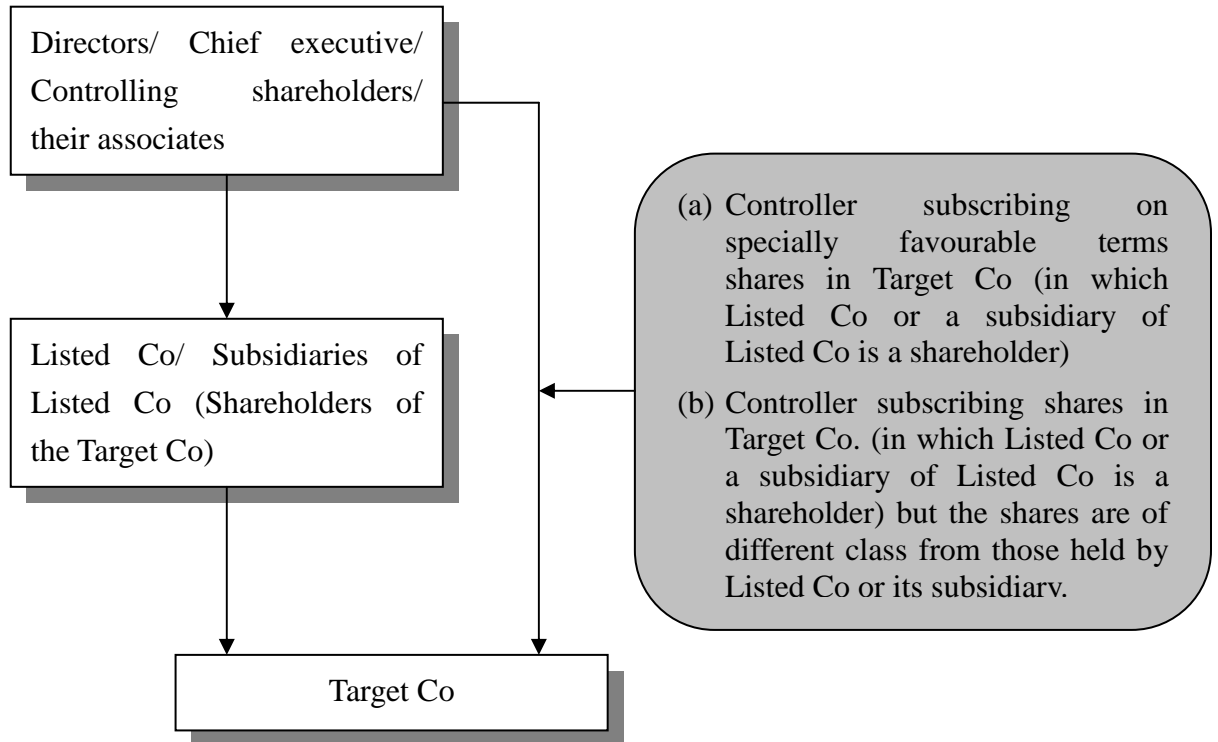 Directors/ Chief executive/
Controlling shareholders/
their associates
Listed Co/ Subsidiaries of
Listed Co (Shareholders of
the Target Co)
Target Co
(a) Controller subscribing on
specially favourable terms
shares in Target Co (in which
Listed Co or a subsidiary of
Listed Co is a shareholder)
(b) Controller subscribing shares in
Target Co. (in which Listed Co or
a subsidiary of Listed Co is a
shareholder) but the shares are of
different class from those held by
Listed Co or its subsidiary.